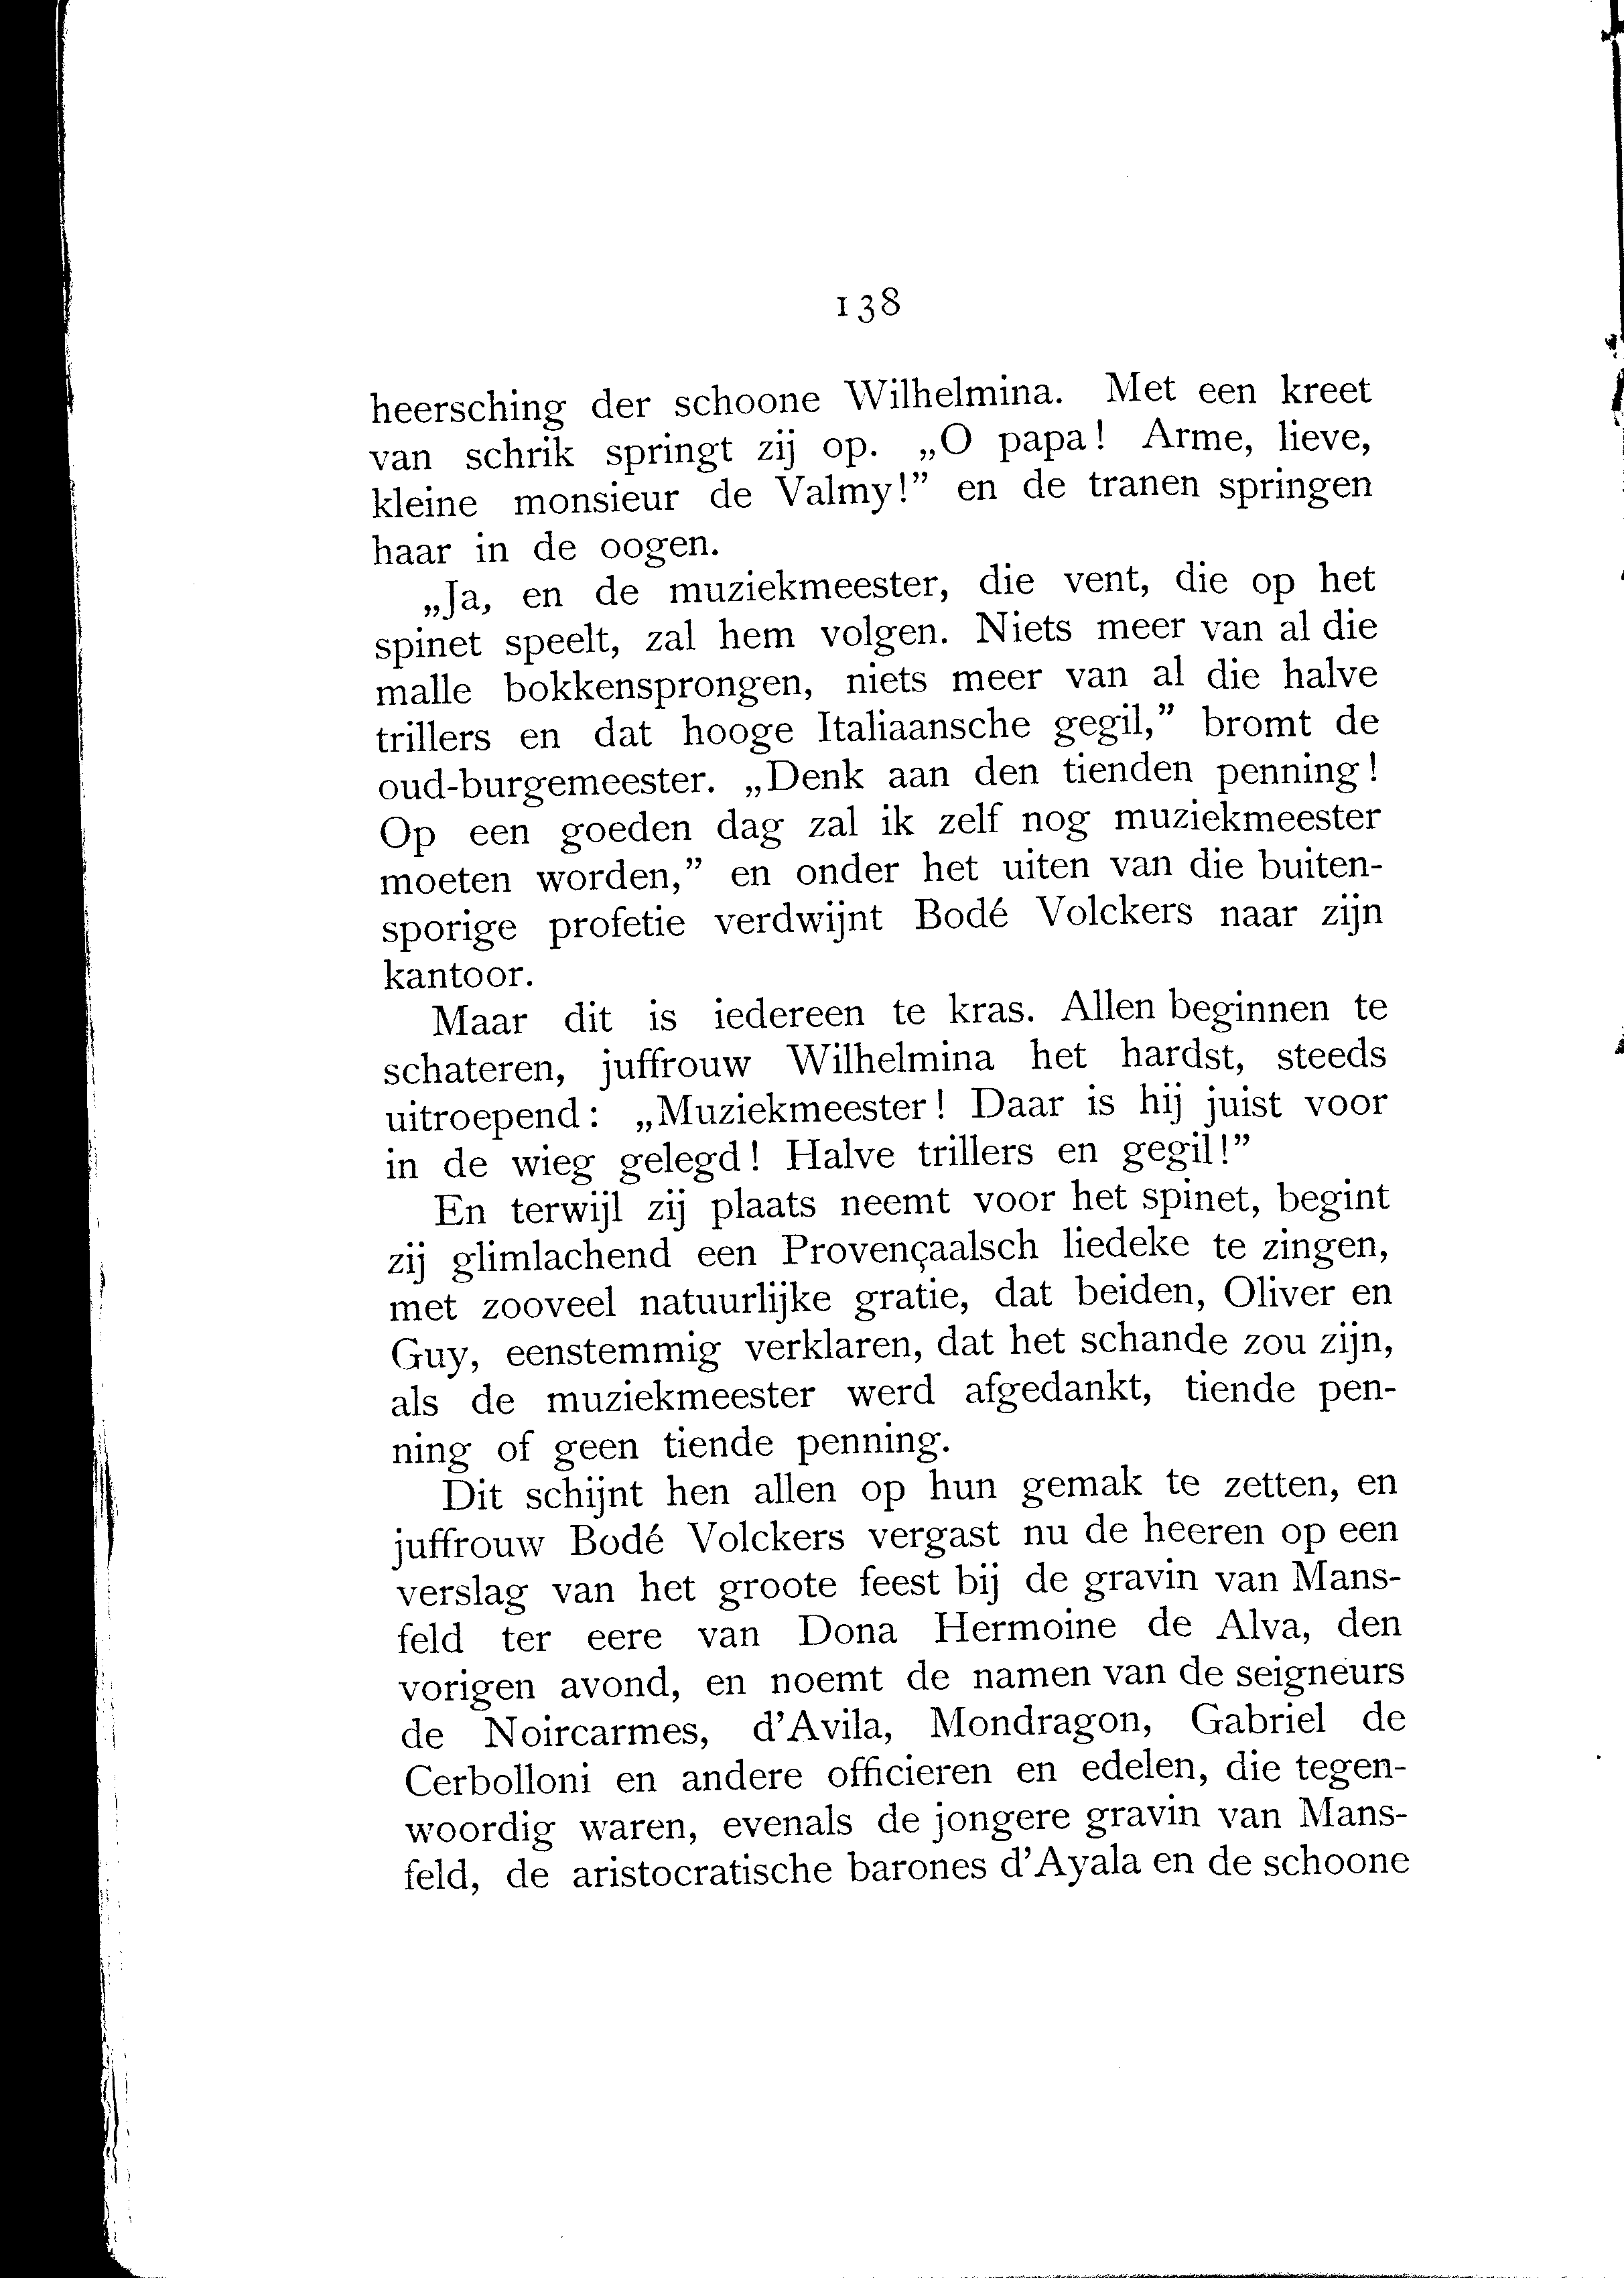 138
heersching der schoone Wilhelmina. Met een kreet
van schrik springt zij op. „O papa! Arme, lieve,
kleine monsieur de Valmy!” en de tranen springen
haar in de oogen.
„Ja, en de muziekmeester, die vent, die op het
spinet speelt, zal hem volgen. Niets meer van al die
malle bokkensprongen, niets meer van al die halve
trillers en dat hooge Italiaansche gegil,” bromt de
oud-burgemeester. „Denk aan den tienden penning!
Op een goeden dag zal ik zelf nog muziekmeester
moeten worden,” en onder het uiten van die buiten-
sporige profetie verdwijnt Bodé Volckers naar zijn
kantoor.
Maar dit is iedereen te kras. Allen beginnen te
schateren, juffrouw Wilhelmina het hardst, steeds
uitroepend: „Muziekmeester! Daar is hij juist voor
in de wieg gelegd! Halve trillers en gegil!”
En terwijl zij plaats neemt voor het spinet, begint
zij glimlachend een Provençaalsch liedeke te zingen,
met zooveel natuurlijke gratie, dat beiden, Oliver en
Guy, eenstemmig verklaren, dat het schande zou zijn,
als de muziekmeester werd afgedankt, tiende pen-
ning of geen tiende penning.
Dit schijnt hen allen op hun gemak te zetten, en
juffrouw Bodé Volckers vergast nu de heeren op een
verslag van het groote feest bij de gravin van Mans-
feld ter eere van Dona Hermoine de Alva, den
vorigen avond, en noemt de namen van de seigneurs
de Noircarmes, d'Avila, Mondragon, Gabriel de
Cerbolloni en andere officieren en edelen, die tegen-
woordig waren, evenals de jongere gravin van Mans-
feld, de aristocratische barones d'Ayala en de schoone